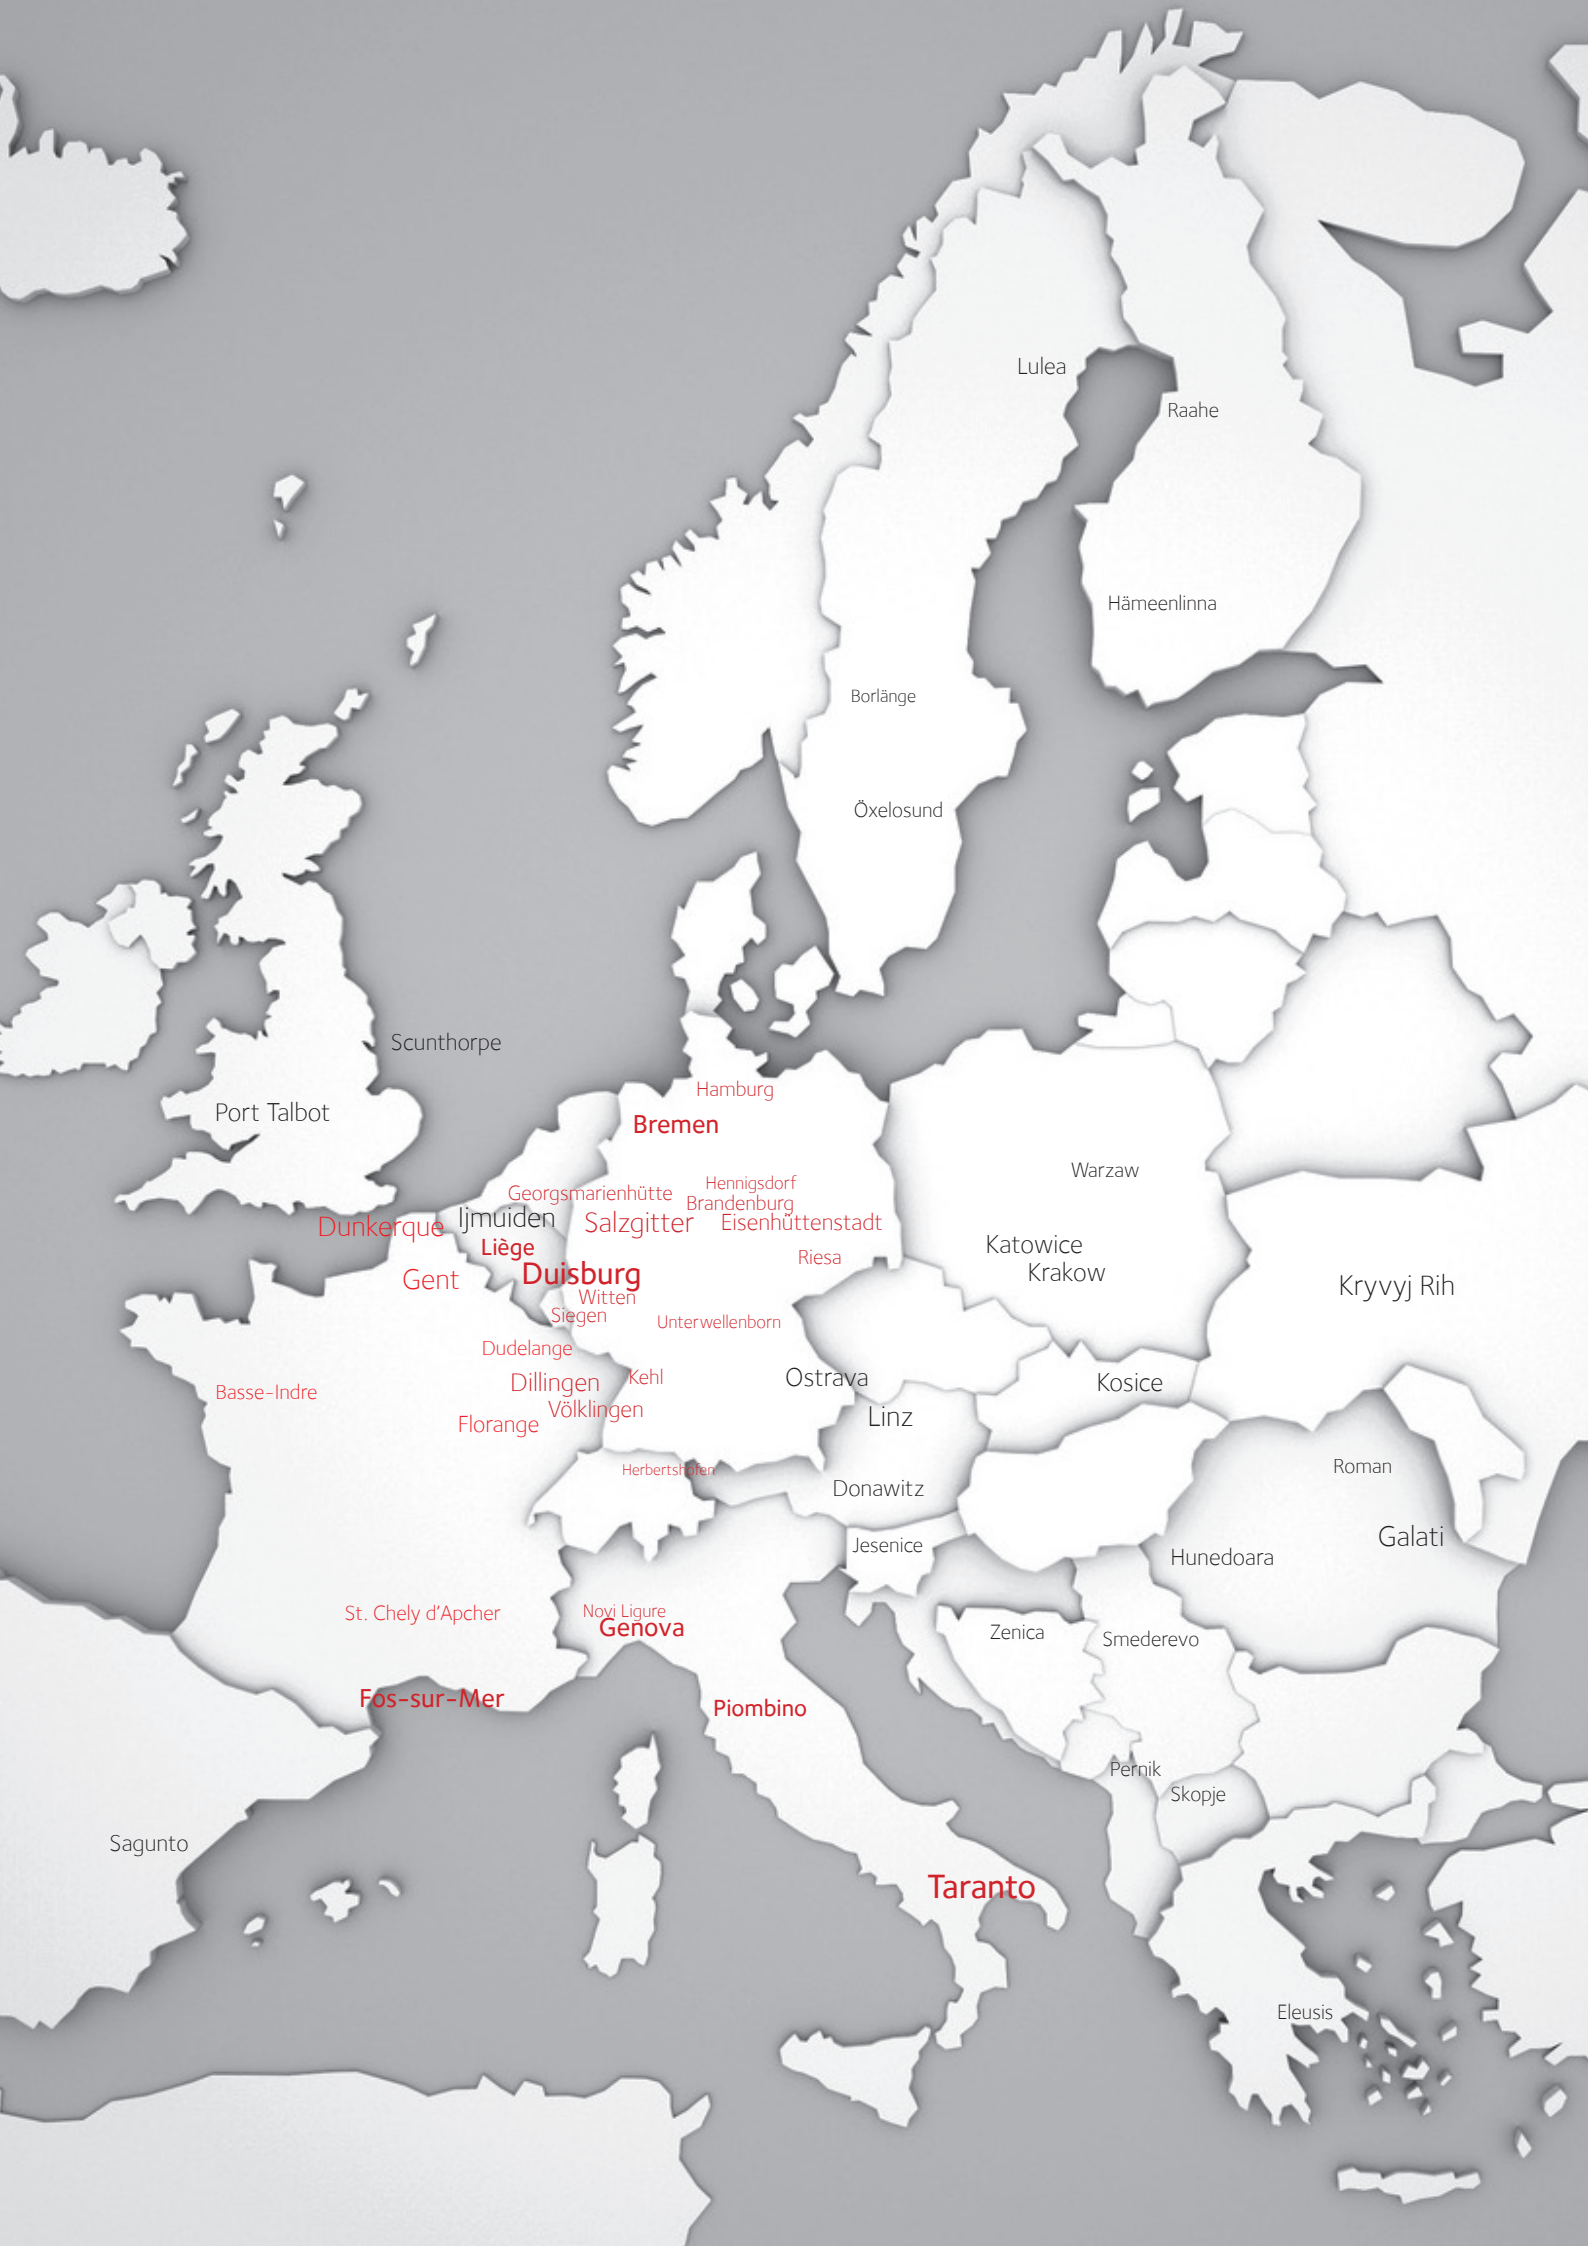 Lulea
Raahe
Hämeenlinna
Borlänge
Öxelosund
Scunthorpe
Hamburg
Port Talbot
Bremen
Warzaw
Hennigsdorf
Georgsmarienhütte
Brandenburg
Ijmuiden
Salzgitter
Eisenhüttenstadt
Dunkerque
Liège
Katowice
Riesa
Krakow
Duisburg
Gent
Kryvyj Rih
Witten
Siegen
Unterwellenborn
Dudelange
Kehl
Ostrava
Dillingen
Kosice
Basse-Indre
Völklingen
Linz
Florange
Roman
Herbertshofen
Donawitz
Galati
Jesenice
Hunedoara
Novi Ligure
St. Chely d'Apcher
Genova
Zenica
Smederevo
Fos-sur-Mer
Piombino
Pernik
Skopje
Sagunto
Taranto
Eleusis